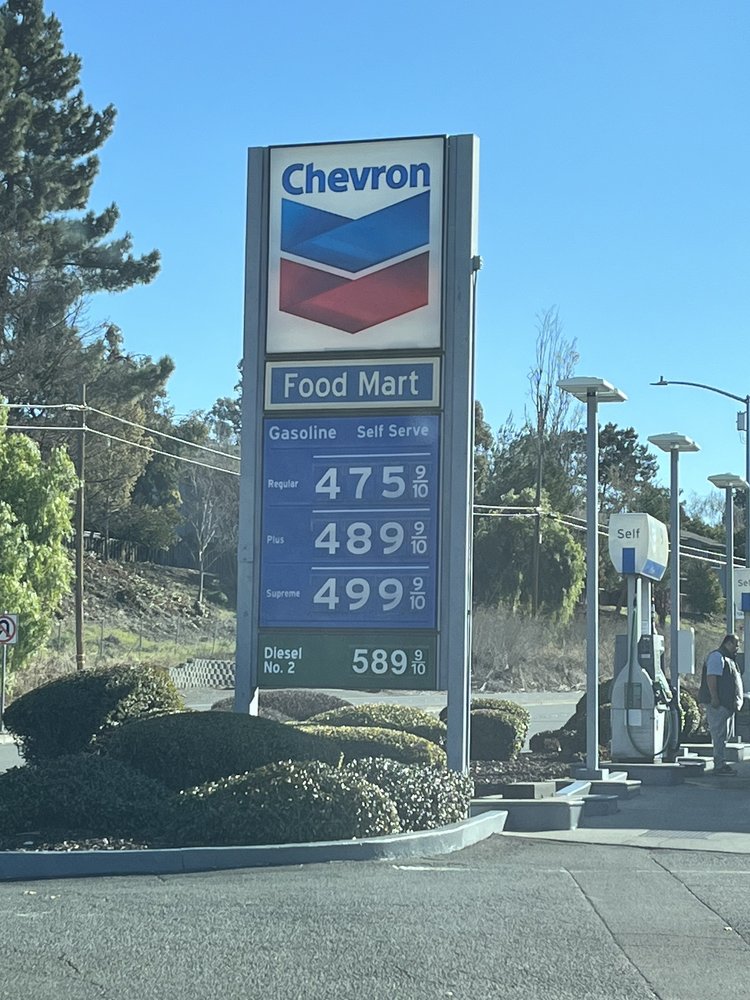 Chevron
Food Mart
Gasoline Self Serve
Regular 475 9/10
Plus 489 9/10
Supreme 499 9/10
Diesel
No. 2 589 9/10
Self